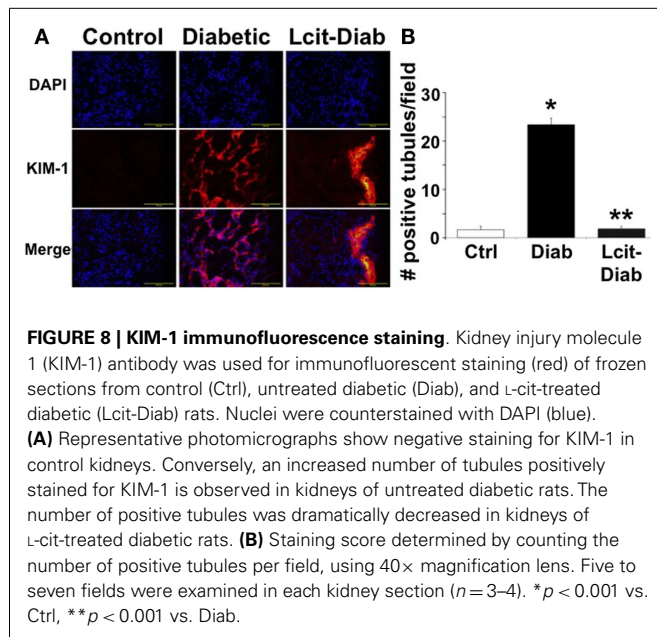 A Control Diabetic Lcit-Diab B
DAPI
KIM-1
Merge
# positive tubules/field
30
20
10
0
*
**
Ctrl Diab Lcit-
Diab
FIGURE 8 | KIM-1 immunofluorescence staining. Kidney injury molecule
1 (KIM-1) antibody was used for immunofluorescent staining (red) of frozen
sections from control (Ctrl), untreated diabetic (Diab), and L-cit-treated
diabetic (Lcit-Diab) rats. Nuclei were counterstained with DAPI (blue).
(A) Representative photomicrographs show negative staining for KIM-1 in
control kidneys. Conversely, an increased number of tubules positively
stained for KIM-1 is observed in kidneys of untreated diabetic rats. The
number of positive tubules was dramatically decreased in kidneys of
L-cit-treated diabetic rats. (B) Staining score determined by counting the
number of positive tubules per field, using 40× magnification lens. Five to
seven fields were examined in each kidney section (n = 3–4). *p < 0.001 vs.
Ctrl, **p < 0.001 vs. Diab.